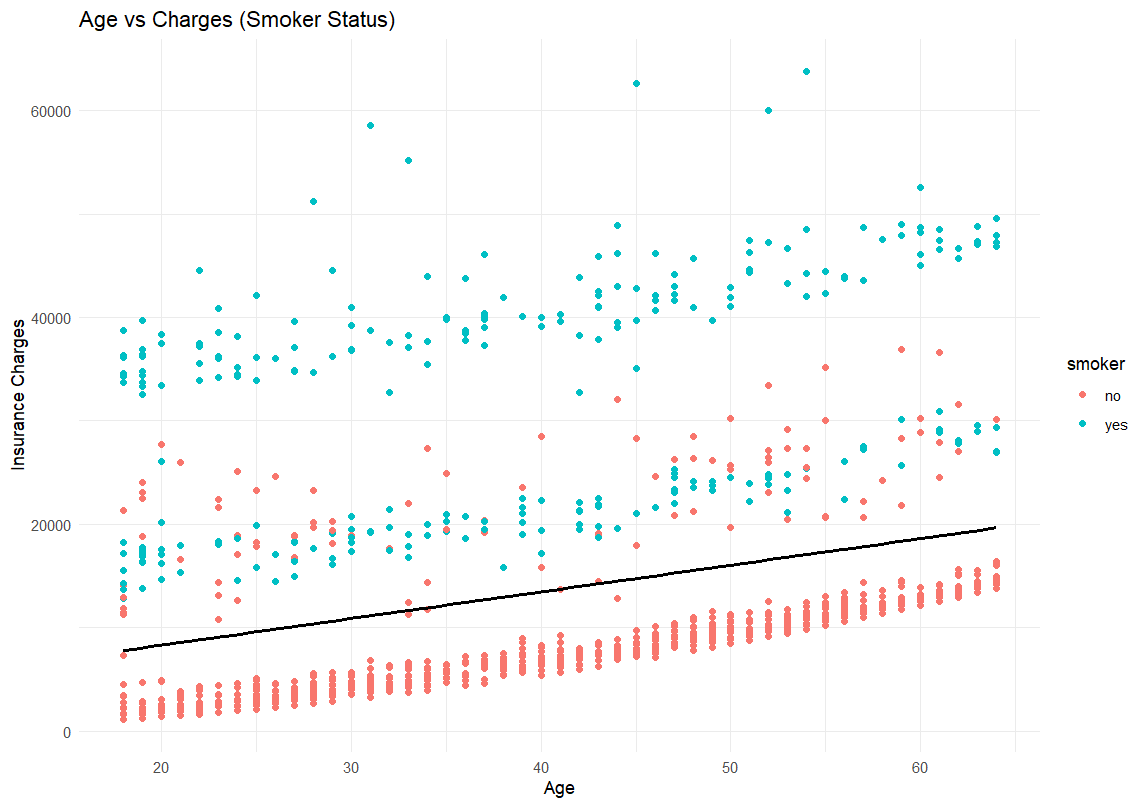 Age vs Charges (Smoker Status)
Insurance Charges
60000
40000
20000
0
20 30 40 50 60
Age
smoker
no
yes